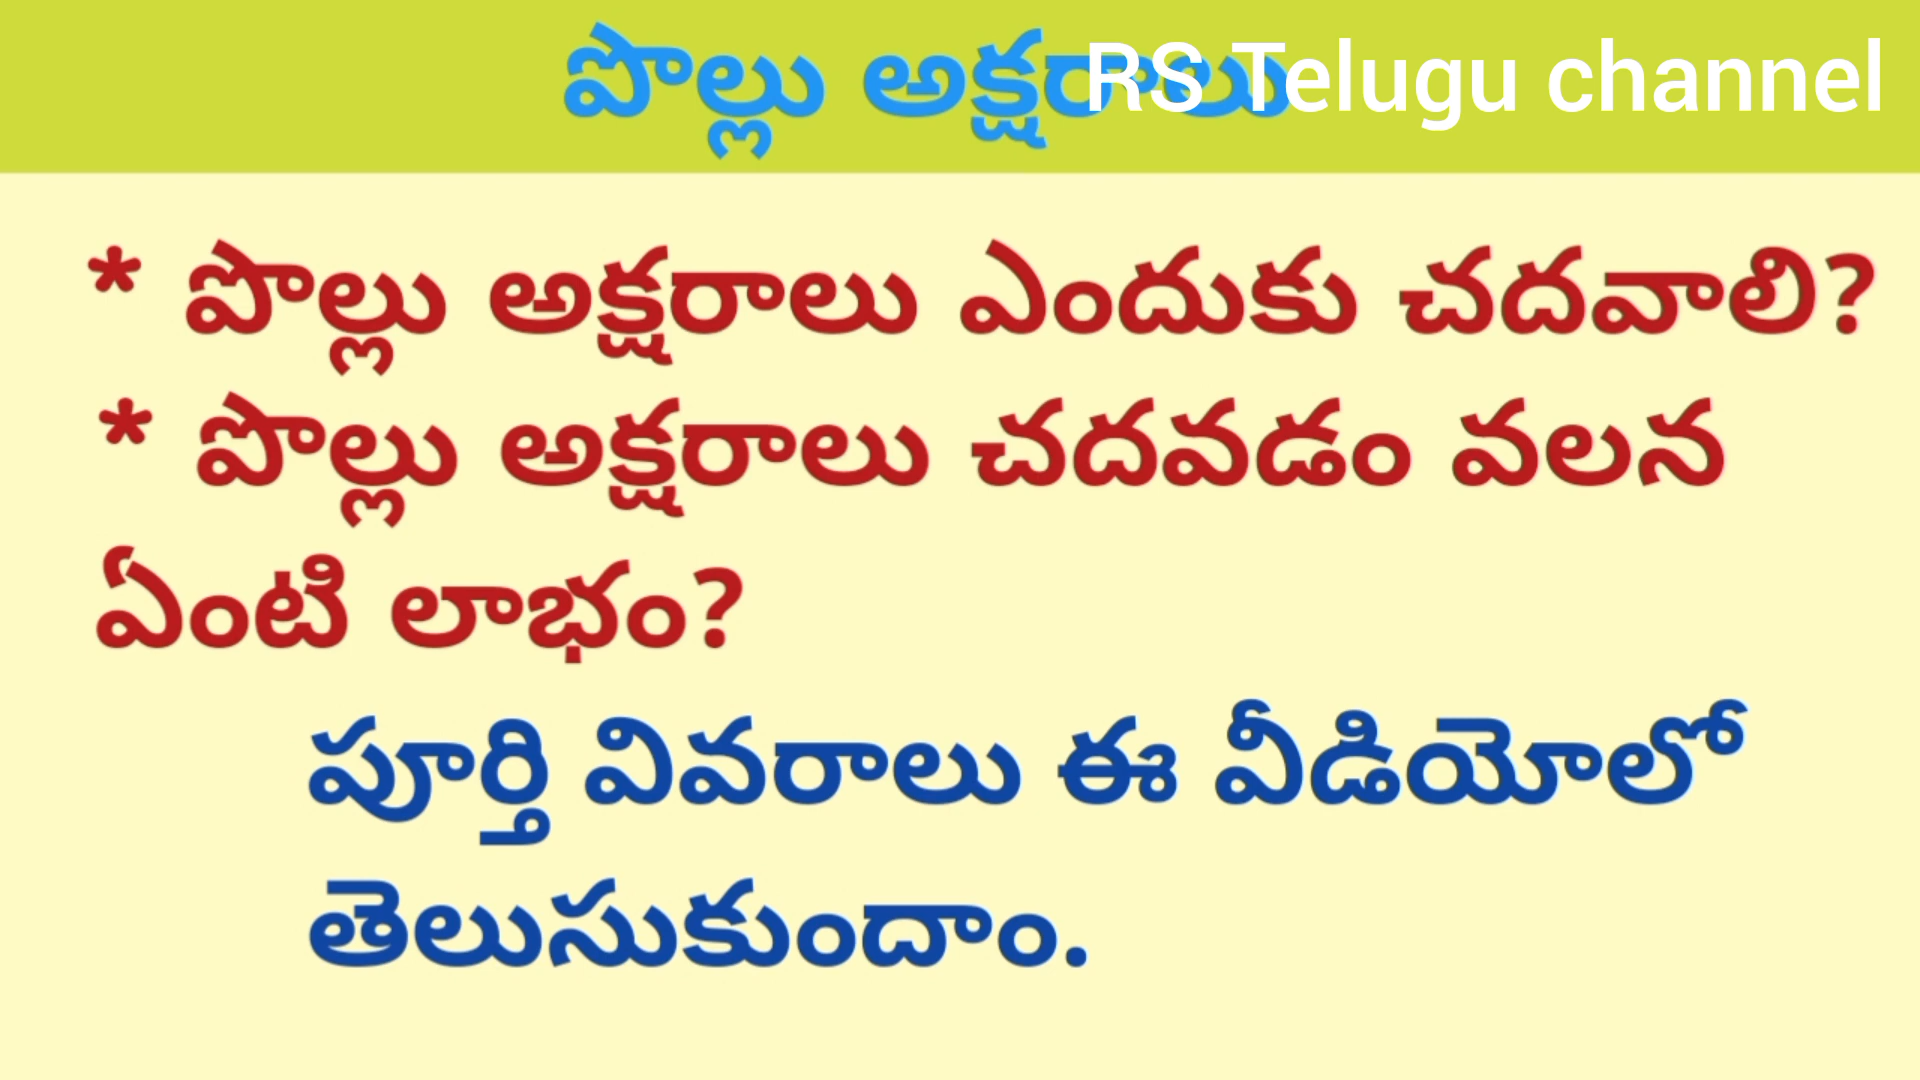 పొల్లు అక్షరాలు RS Telugu channel
* పొల్లు అక్షరాలు ఎందుకు చదవాలి?
* పొల్లు అక్షరాలు చదవడం వలన
ఏంటి లాభం?
పూర్తి వివరాలు ఈ వీడియోలో
తెలుసుకుందాం.